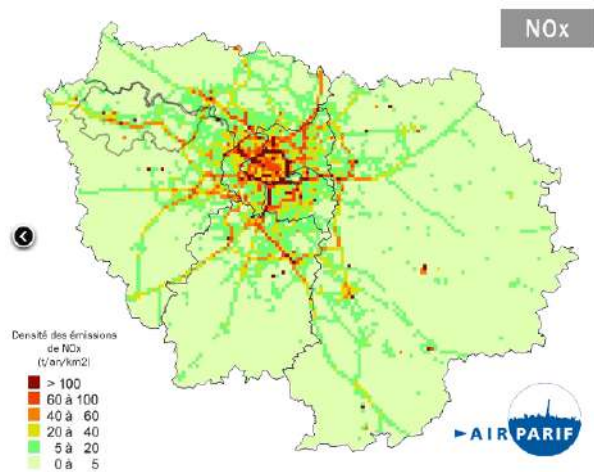 NOx
Densité des émissions
de NOx
(t/an/km2)
> 100
60 à 100
40 à 60
20 à 40
5 à 20
0 à 5
AIRPARIF